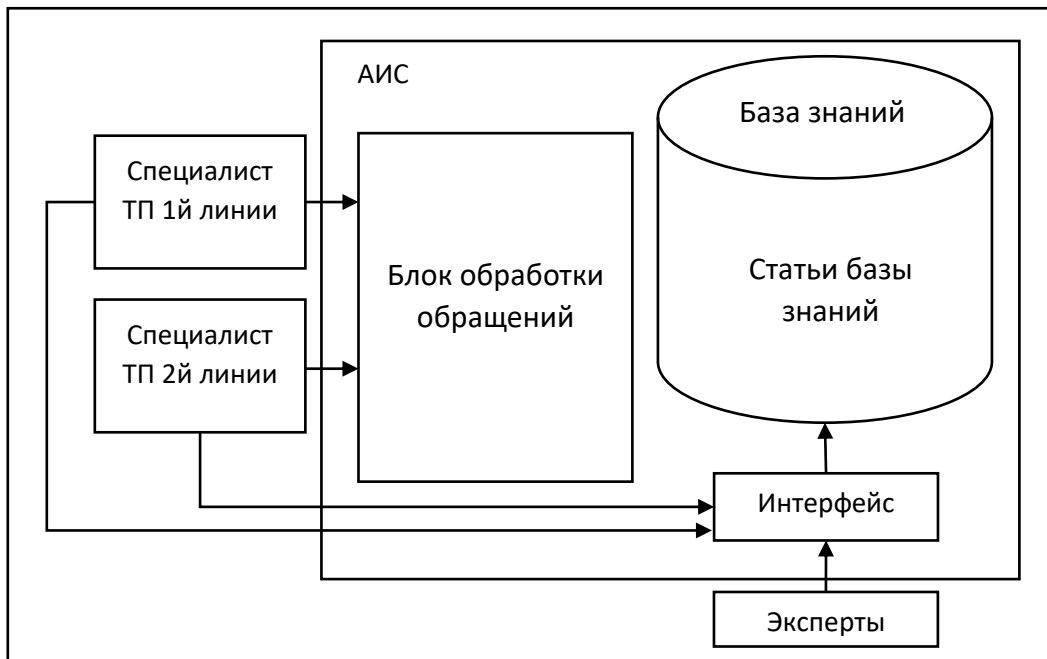 АИС
База знаний
Специалист
ТП 1й линии
Блок обработки
обращений
Статьи базы
знаний
Специалист
ТП 2й линии
Интерфейс
Эксперты